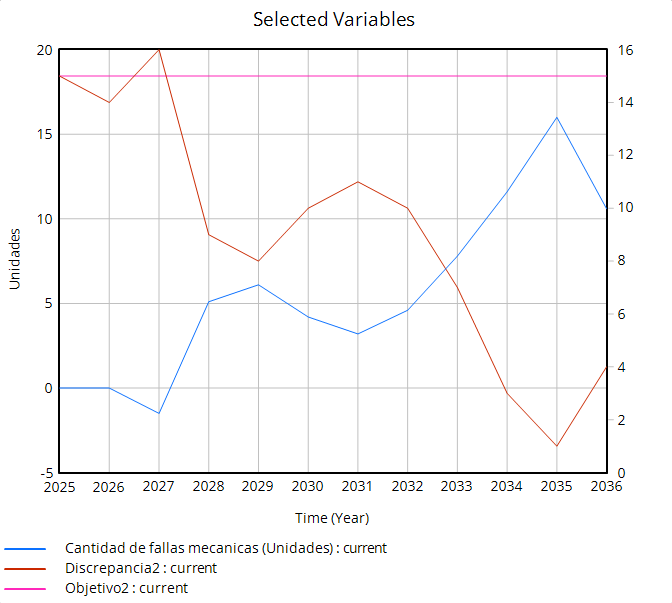 Selected Variables
20 16
14
15
12
10 10
8
5
6
4
0
2
-5 0
2025 2026 2027 2028 2029 2030 2031 2032 2033 2034 2035 2036
Unidades
Time (Year)
Cantidad de fallas mecanicas (Unidades) : current
Discrepancia2 : current
Objetivo2 : current